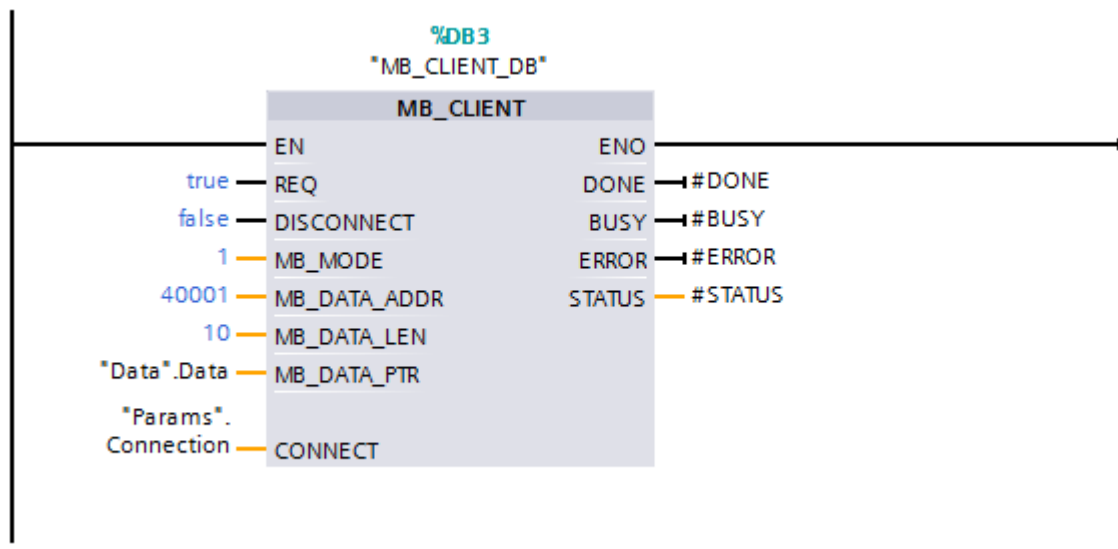 %DB3
"MB_CLIENT_DB"
MB_CLIENT
EN ENO
true REQ DONE #DONE
false DISCONNECT BUSY #BUSY
1 MB_MODE ERROR #ERROR
40001 MB_DATA_ADDR STATUS #STATUS
10 MB_DATA_LEN
"Data".Data MB_DATA_PTR
"Params".
Connection CONNECT